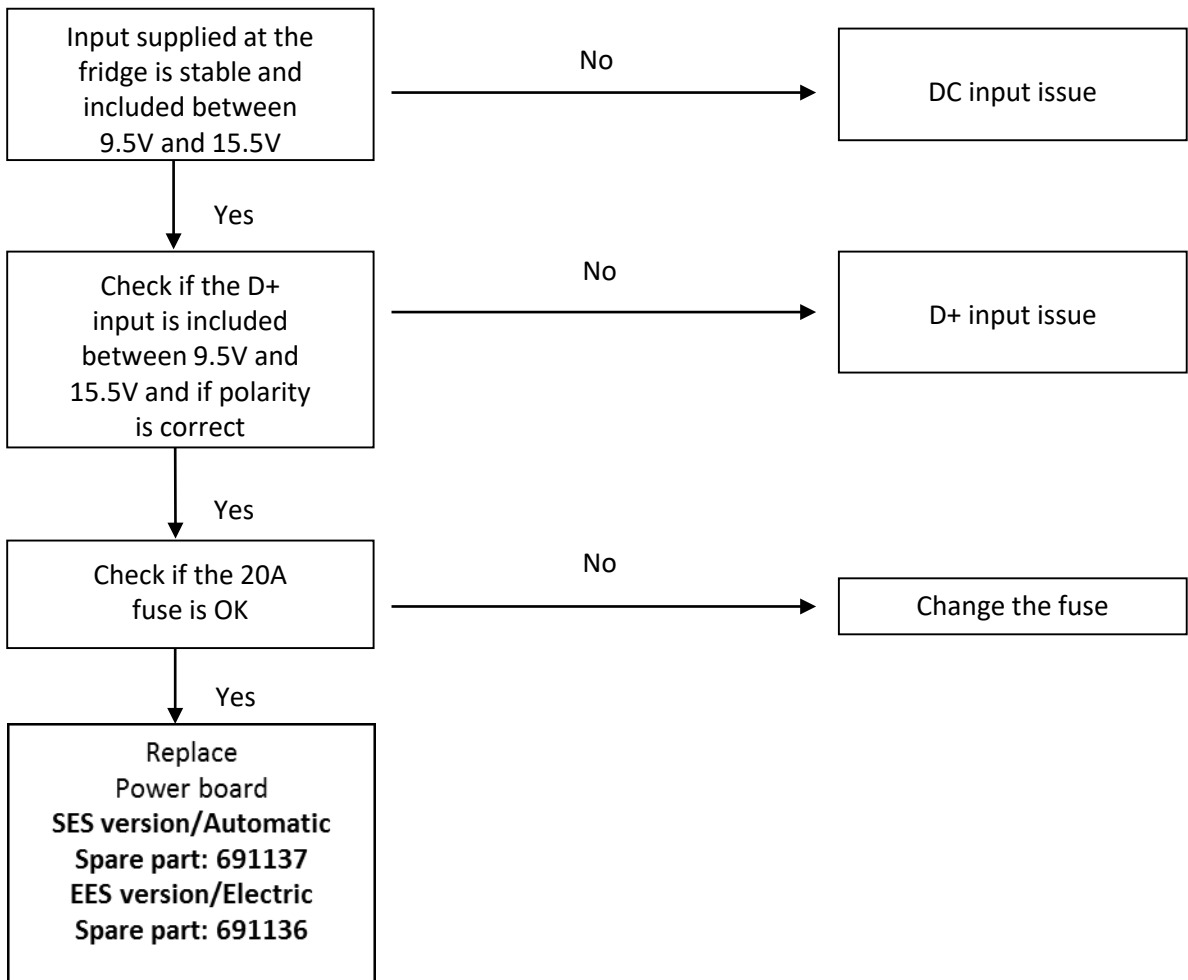 Input supplied at the
fridge is stable and
included between
9.5V and 15.5V
No
DC input issue
Yes
Check if the D+
input is included
between 9.5V and
15.5V and if polarity
is correct
No
D+ input issue
Yes
Check if the 20A
fuse is OK
No
Change the fuse
Yes
Replace
Power board
SES version/Automatic
Spare part: 691137
EES version/Electric
Spare part: 691136